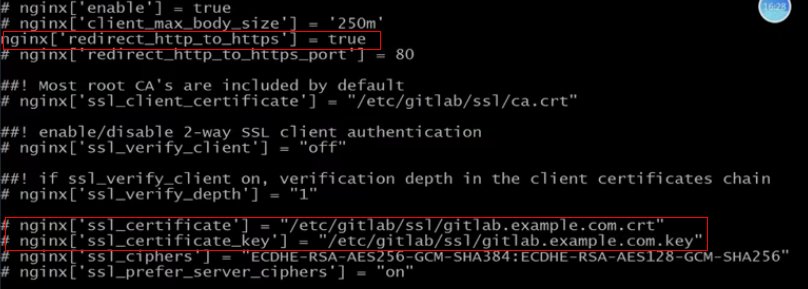 # nginx['enable'] = true
16:28
# nginx['client_max_body_size'] = '250m'
nginx['redirect_http_to_https'] = true
# nginx['redirect_http_to_https_port'] = 80
##! Most root CA's are included by default
# nginx['ssl_client_certificate'] = "/etc/gitlab/ssl/ca.crt"
##! enable/disable 2-way SSL client authentication
# nginx['ssl_verify_client'] = "off"
##! if ssl_verify_client on, verification depth in the client certificates chain
# nginx['ssl_verify_depth'] = "1"
# nginx['ssl_certificate'] = "/etc/gitlab/ssl/gitlab.example.com.crt"
# nginx['ssl_certificate_key'] = "/etc/gitlab/ssl/gitlab.example.com.key"
# nginx['ssl_ciphers'] = "ECDHE-RSA-AES256-GCM-SHA384:ECDHE-RSA-AES128-GCM-SHA256"
# nginx['ssl_prefer_server_ciphers'] = "on"